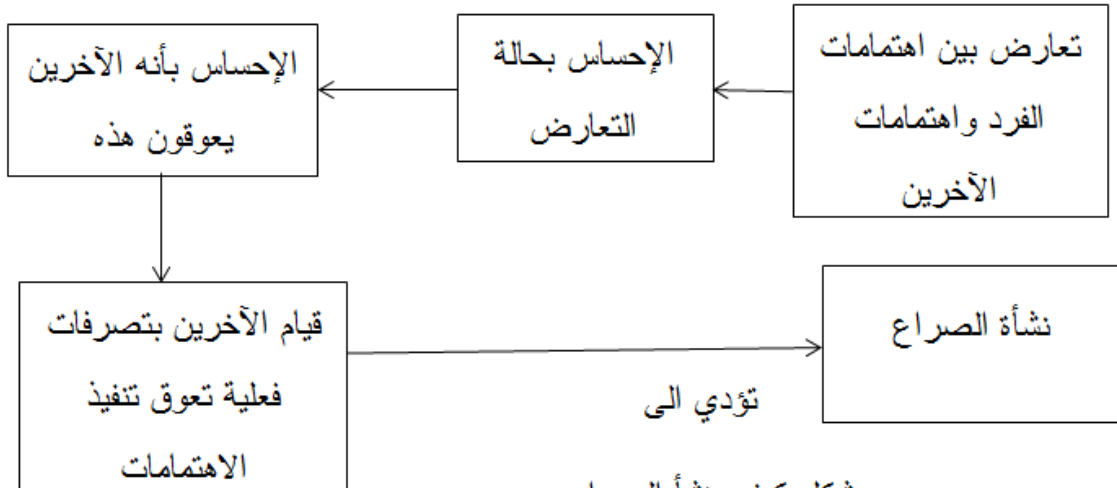 تعارض بين اهتمامات
الفرد واهتمامات
الآخرين
الإحساس بحالة
التعارض
الإحساس بأنه الآخرين
يعوقون هذه
قيام الآخرين بتصرفات
فعلية تعوق تنفيذ
الاهتمامات
تؤدي الى
نشأة الصراع